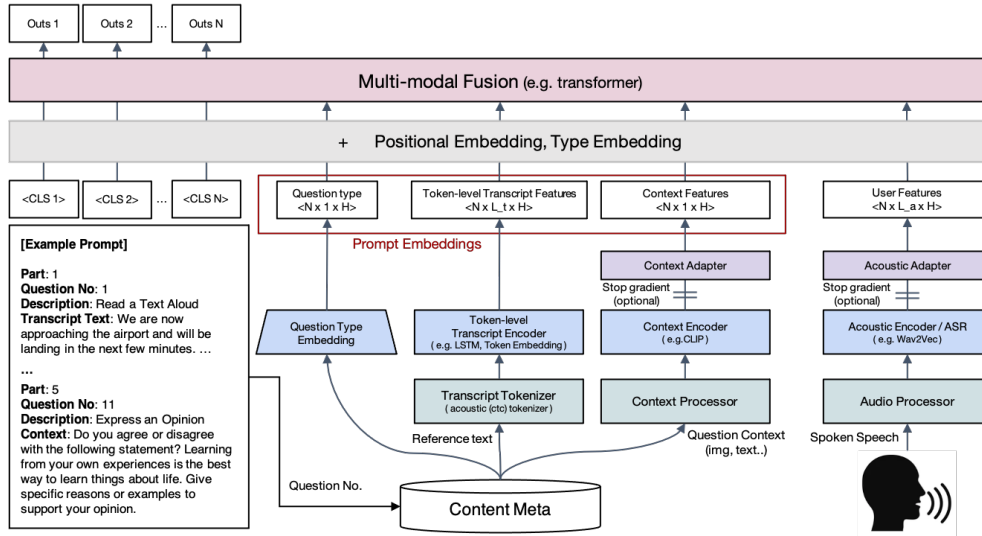 Outs 1
Outs 2
...
Outs N
Multi-modal Fusion (e.g. transformer)
+ Positional Embedding, Type Embedding
<CLS 1>
<CLS 2>
...
<CLS N>
Question type
<N x 1 x H>
Token-level Transcript Features
<N x L_t x H>
Context Features
<N x 1 x H>
User Features
<N x L_a x H>
Prompt Embeddings
Context Adapter
Acoustic Adapter
Stop gradient
(optional)
Stop gradient
(optional)
Question Type
Embedding
Token-level
Transcript Encoder
( e.g. LSTM, Token Embedding )
Context Encoder
(e.g.CLIP)
Acoustic Encoder / ASR
(e.g. Wav2Vec)
Transcript Tokenizer
( acoustic (ctc) tokenizer )
Context Processor
Audio Processor
Reference text
Question Context
(img, text..)
Spoken Speech
Question No.
Content Meta
[Example Prompt]
Part: 1
Question No: 1
Description: Read a Text Aloud
Transcript Text: We are now
approaching the airport and will be
landing in the next few minutes. ...
...
Part: 5
Question No: 11
Description: Express an Opinion
Context: Do you agree or disagree
with the following statement? Learning
from your own experiences is the best
way to learn things about life. Give
specific reasons or examples to
support your opinion.